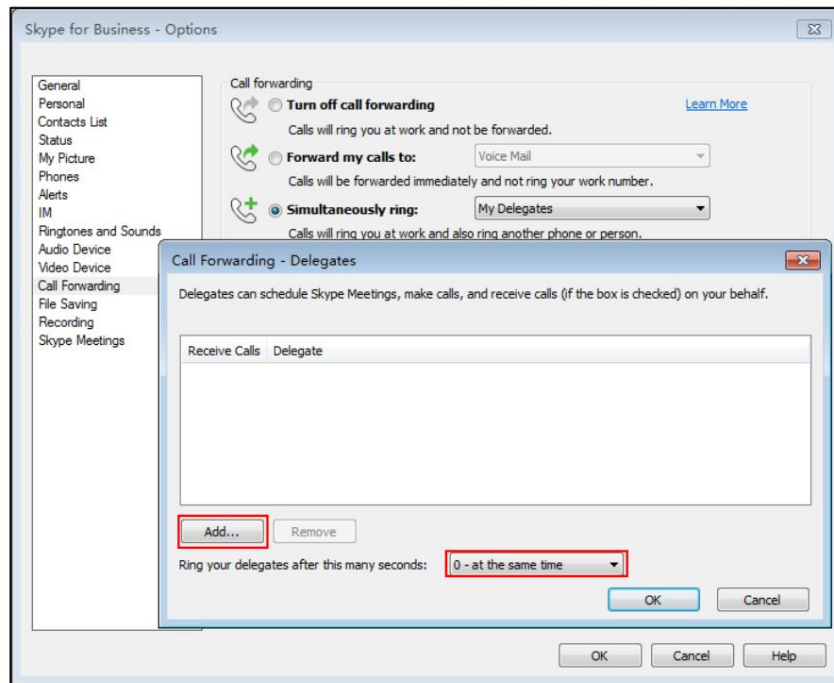 Skype for Business - Options
General
Personal
Contacts List
Status
My Picture
Phones
Alerts
IM
Ringtones and Sounds
Audio Device
Video Device
Call Forwarding
File Saving
Recording
Skype Meetings
Call forwarding
Turn off call forwarding
Learn More
Calls will ring you at work and not be forwarded.
Forward my calls to:
Voice Mail
Calls will be forwarded immediately and not ring your work number.
Simultaneously ring:
My Delegates
Calls will ring you at work and also ring another phone or person.
Call Forwarding - Delegates
Delegates can schedule Skype Meetings, make calls, and receive calls (if the box is checked) on your behalf.
Receive Calls Delegate
Add... Remove
Ring your delegates after this many seconds: 0 - at the same time
OK Cancel
OK Cancel Help